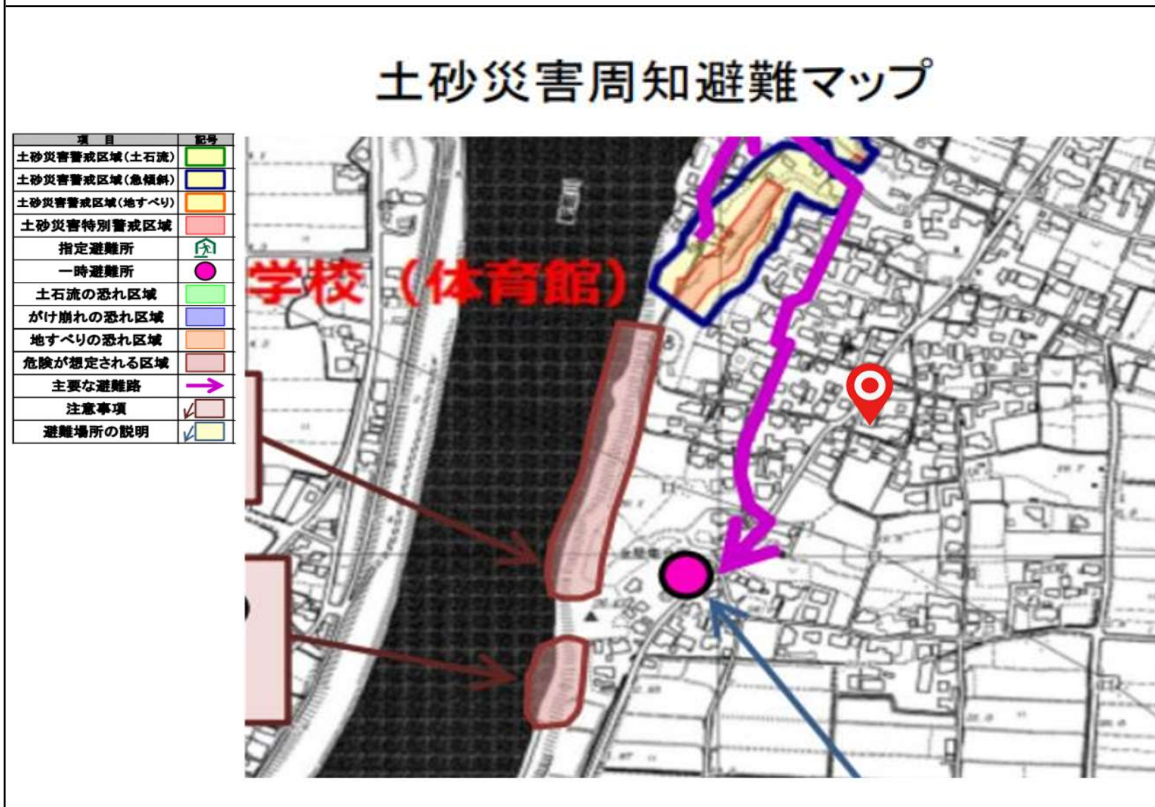 土砂災害周知避難マップ
項　目 記号
土砂災害警戒区域(土石流)
土砂災害警戒区域(急傾斜)
土砂災害警戒区域(地すべり)
土砂災害特別警戒区域
指定避難所
一時避難所
土石流の恐れ区域
がけ崩れの恐れ区域
地すべりの恐れ区域
危険が想定される区域
主要な避難路
注意事項
避難場所の説明
学校（体育館）